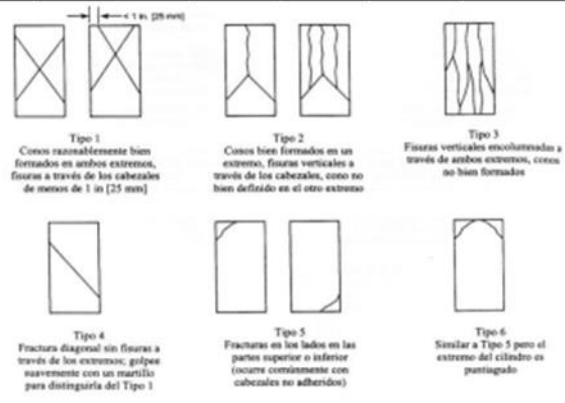 < 1 in. [25 mm]
Tipo 1
Conos razonablemente bien
formados en ambos extremos,
fisuras a través de los cabezales
de menos de 1 in [25 mm]
Tipo 2
Conos bien formados en un
extremo, fisuras verticales a
través de los cabezales, cono no
bien definido en el otro extremo
Tipo 3
Fisuras verticales encolumnadas a
través de ambos extremos, conos
no bien formados
Tipo 4
Fractura diagonal sin fisuras a
través de los extremos; golpee
suavemente con un martillo
para distinguirla del Tipo 1
Tipo 5
Fracturas en los lados en las
partes superior o inferior
(ocurre comúnmente con
cabezales no adheridos)
Tipo 6
Similar a Tipo 5 pero el
extremo del cilindro es
puntiagudo